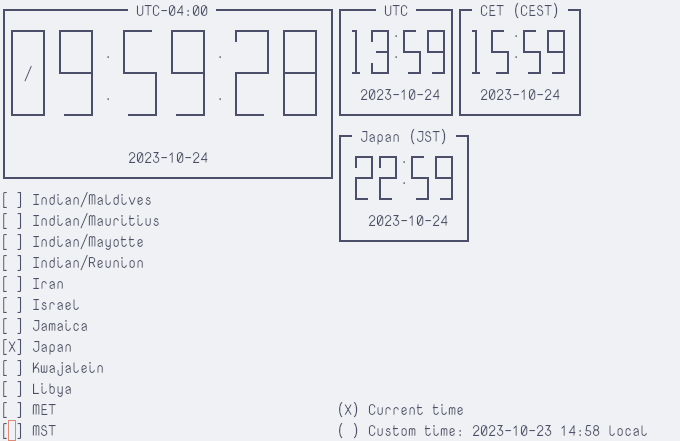 UTC-04:00
09:59:28
2023-10-24
UTC
13:59
2023-10-24
CET (CEST)
15:59
2023-10-24
Japan (JST)
22:59
2023-10-24
[ ] Indian/Maldives
[ ] Indian/Mauritius
[ ] Indian/Mayotte
[ ] Indian/Reunion
[ ] Iran
[ ] Israel
[ ] Jamaica
[X] Japan
[ ] Kwajalein
[ ] Libya
[ ] MET
[ ] MST
(X) Current time
( ) Custom time: 2023-10-23 14:58 local